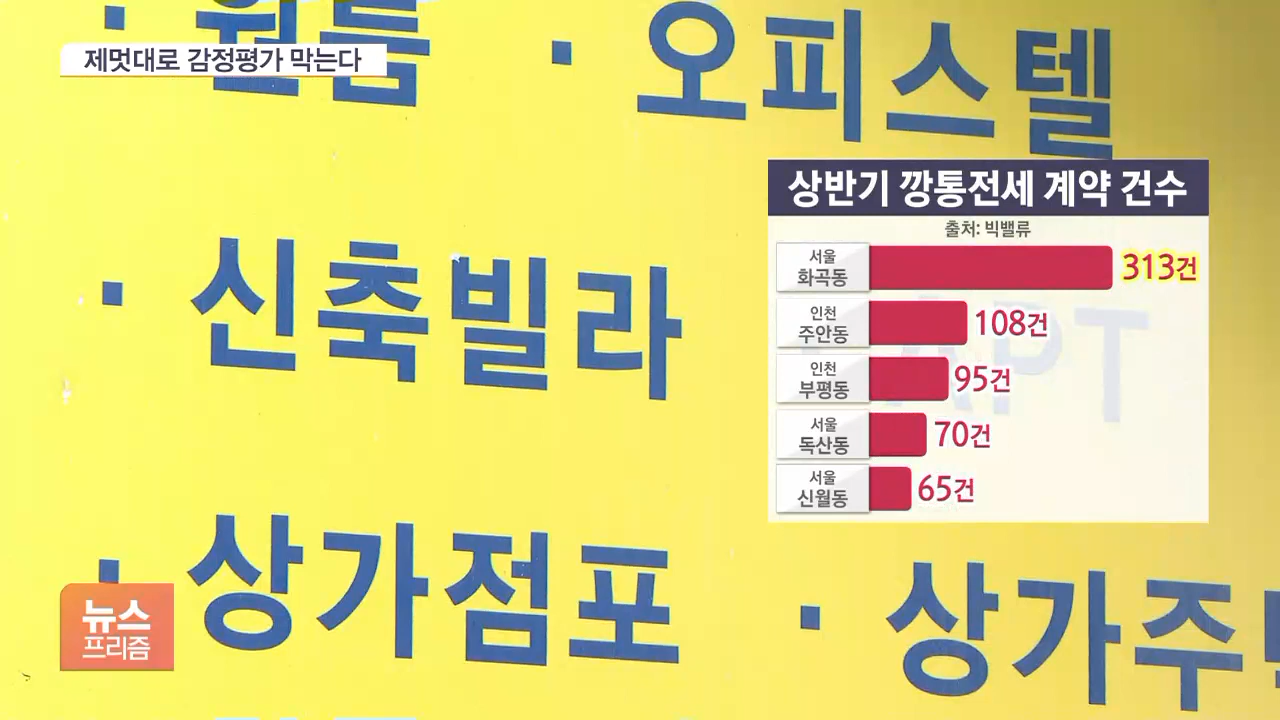 원룸 · 오피스텔
제멋대로 감정평가 막는다
상반기 깡통전세 계약 건수
출처: 빅밸류
서울
화곡동
313건
인천
주안동
108건
인천
부평동
95건
서울
독산동
70건
서울
신월동
65건
· 신축빌라
· APT
· 상가점포
· 상가주
뉴스
프리즘